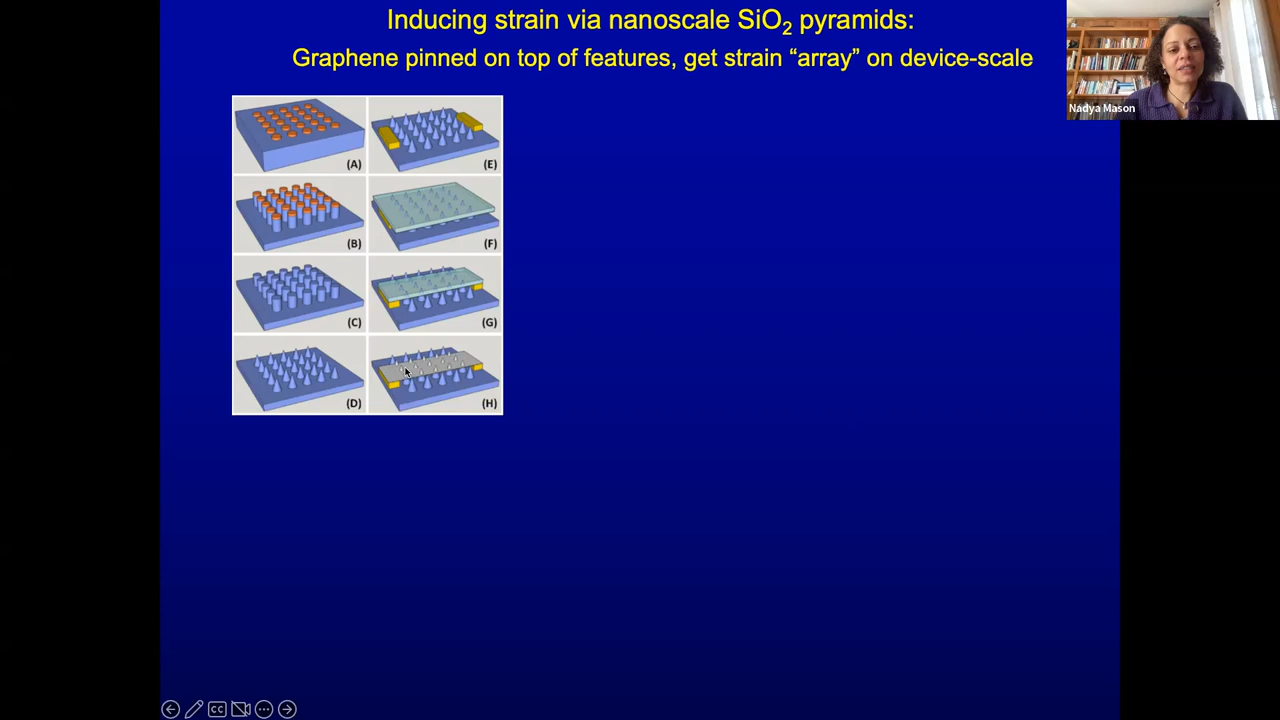 Inducing strain via nanoscale SiO2 pyramids:
Graphene pinned on top of features, get strain “array” on device-scale
Nadya Mason
(A)
(E)
(B)
(F)
(C)
(G)
(D)
(H)
CC